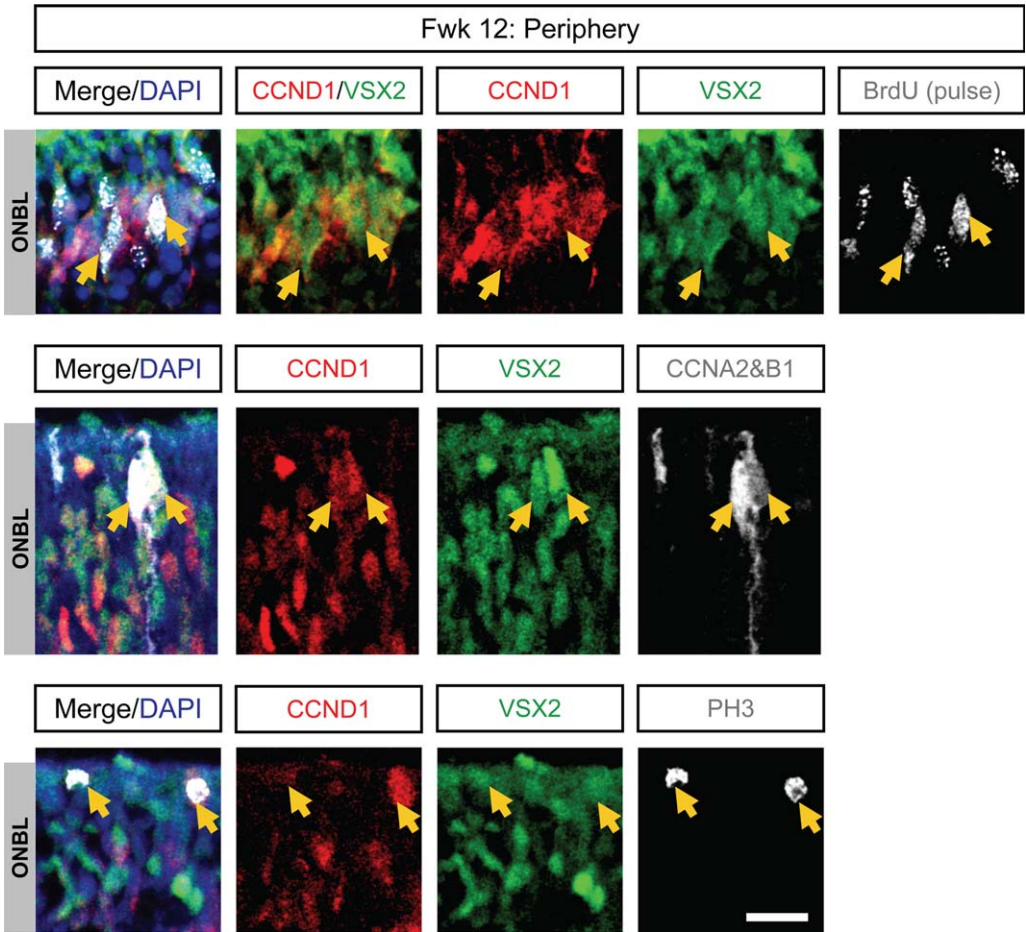 Fwk 12: Periphery
Merge/DAPI
CCND1/VSX2
CCND1
VSX2
BrdU (pulse)
ONBL
Merge/DAPI
CCND1
VSX2
CCNA2&B1
ONBL
Merge/DAPI
CCND1
VSX2
PH3
ONBL